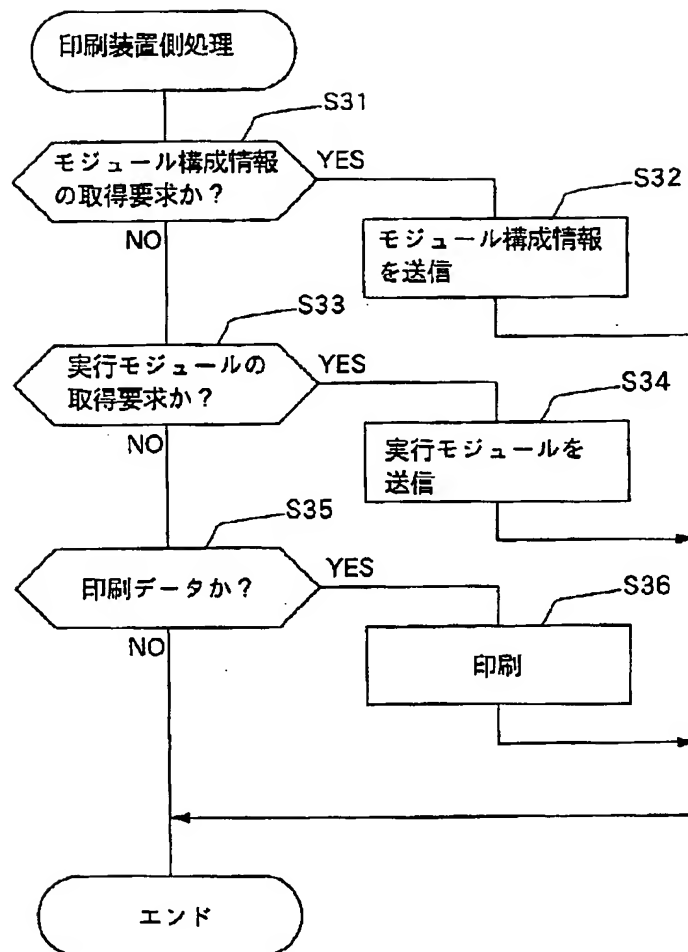 印刷装置側処理
S31
モジュール構成情報
の取得要求か？
YES
NO
S32
モジュール構成情報
を送信
S33
実行モジュールの
取得要求か？
YES
NO
S34
実行モジュールを
送信
S35
印刷データか？
YES
NO
S36
印刷
エンド